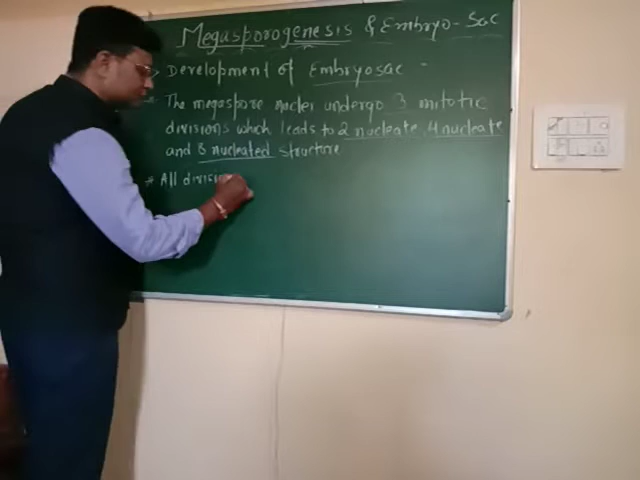 Megasporogenesis & Embryo-Sac
> Development of Embryosac -
* The megaspore nuclei undergo 3 mitotic
divisions which leads to 2 nucleate, 4 nucleate
and 8 nucleated structure
* All division